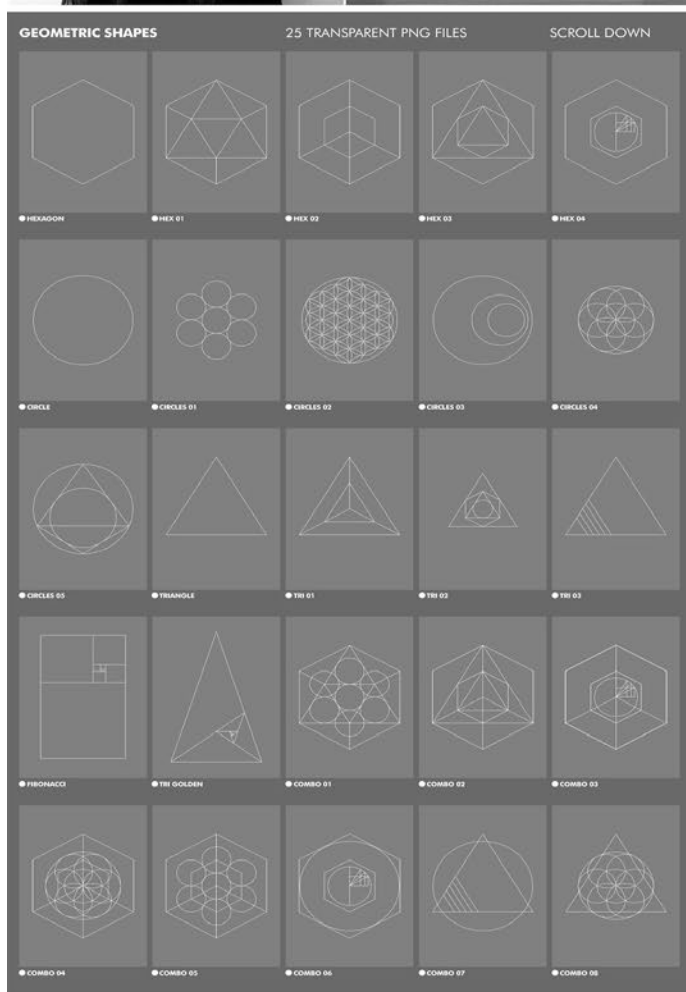 GEOMETRIC SHAPES 25 TRANSPARENT PNG FILES SCROLL DOWN
HEXAGON HEX 01 HEX 02 HEX 03 HEX 04
CIRCLE CIRCLES 01 CIRCLES 02 CIRCLES 03 CIRCLES 04
CIRCLES 05 TRIANGLE TRI 01 TRI 02 TRI 03
FIBONACCI TRI GOLDEN COMBO 01 COMBO 02 COMBO 03
COMBO 04 COMBO 05 COMBO 06 COMBO 07 COMBO 08